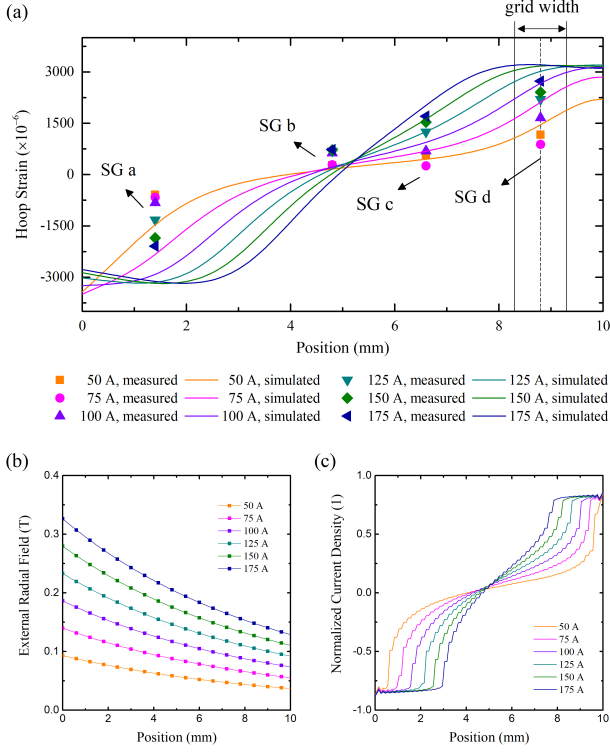 (a)
grid width
3000
1500
0
-1500
-3000
Hoop Strain (×10⁻⁶)
SG a
SG b
SG c
SG d
0 2 4 6 8 10
Position (mm)
50 A, measured 50 A, simulated 125 A, measured 125 A, simulated
75 A, measured 75 A, simulated 150 A, measured 150 A, simulated
100 A, measured 100 A, simulated 175 A, measured 175 A, simulated
(b)
0.4
0.3
0.2
0.1
0.0
External Radial Field (T)
50 A
75 A
100 A
125 A
150 A
175 A
0 2 4 6 8 10
Position (mm)
(c)
1.0
0.5
0.0
-0.5
-1.0
Normalized Current Density (1)
50 A
75 A
100 A
125 A
150 A
175 A
0 2 4 6 8 10
Position (mm)